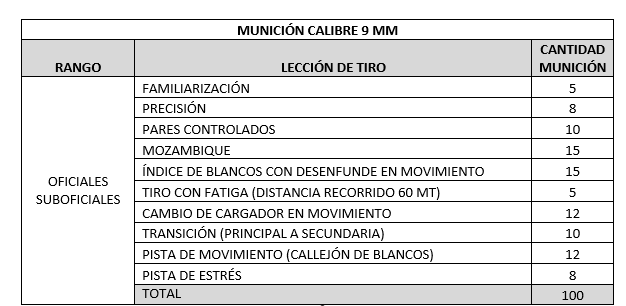 MUNICIÓN CALIBRE 9 MM
RANGO LECCIÓN DE TIRO CANTIDAD MUNICIÓN
OFICIALES SUBOFICIALES
FAMILIARIZACIÓN 5
PRECISIÓN 8
PARES CONTROLADOS 10
MOZAMBIQUE 15
ÍNDICE DE BLANCOS CON DESENFUNDE EN MOVIMIENTO 15
TIRO CON FATIGA (DISTANCIA RECORRIDO 60 MT) 5
CAMBIO DE CARGADOR EN MOVIMIENTO 12
TRANSICIÓN (PRINCIPAL A SECUNDARIA) 10
PISTA DE MOVIMIENTO (CALLEJÓN DE BLANCOS) 12
PISTA DE ESTRÉS 8
TOTAL 100